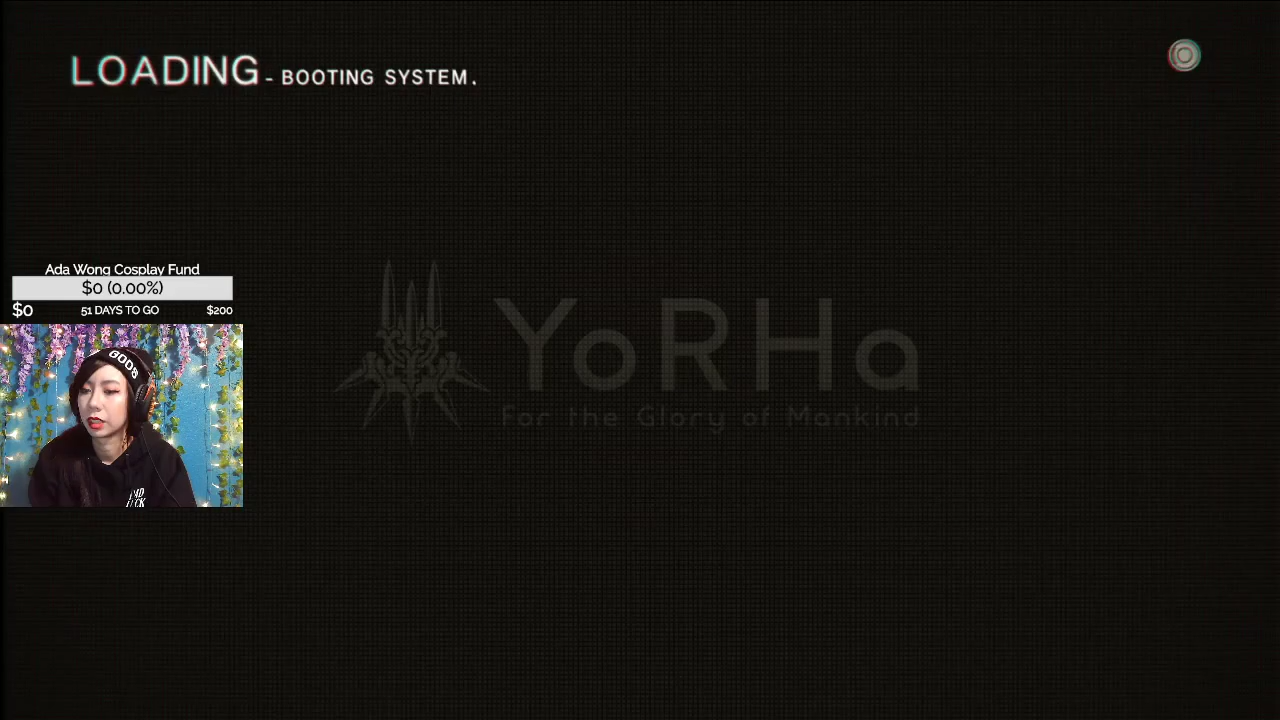 LOADING - BOOTING SYSTEM.
Ada Wong Cosplay Fund
$0 (0.00%)
$0 51 DAYS TO GO $200
YoRHa
For the Glory of Mankind
GOODS